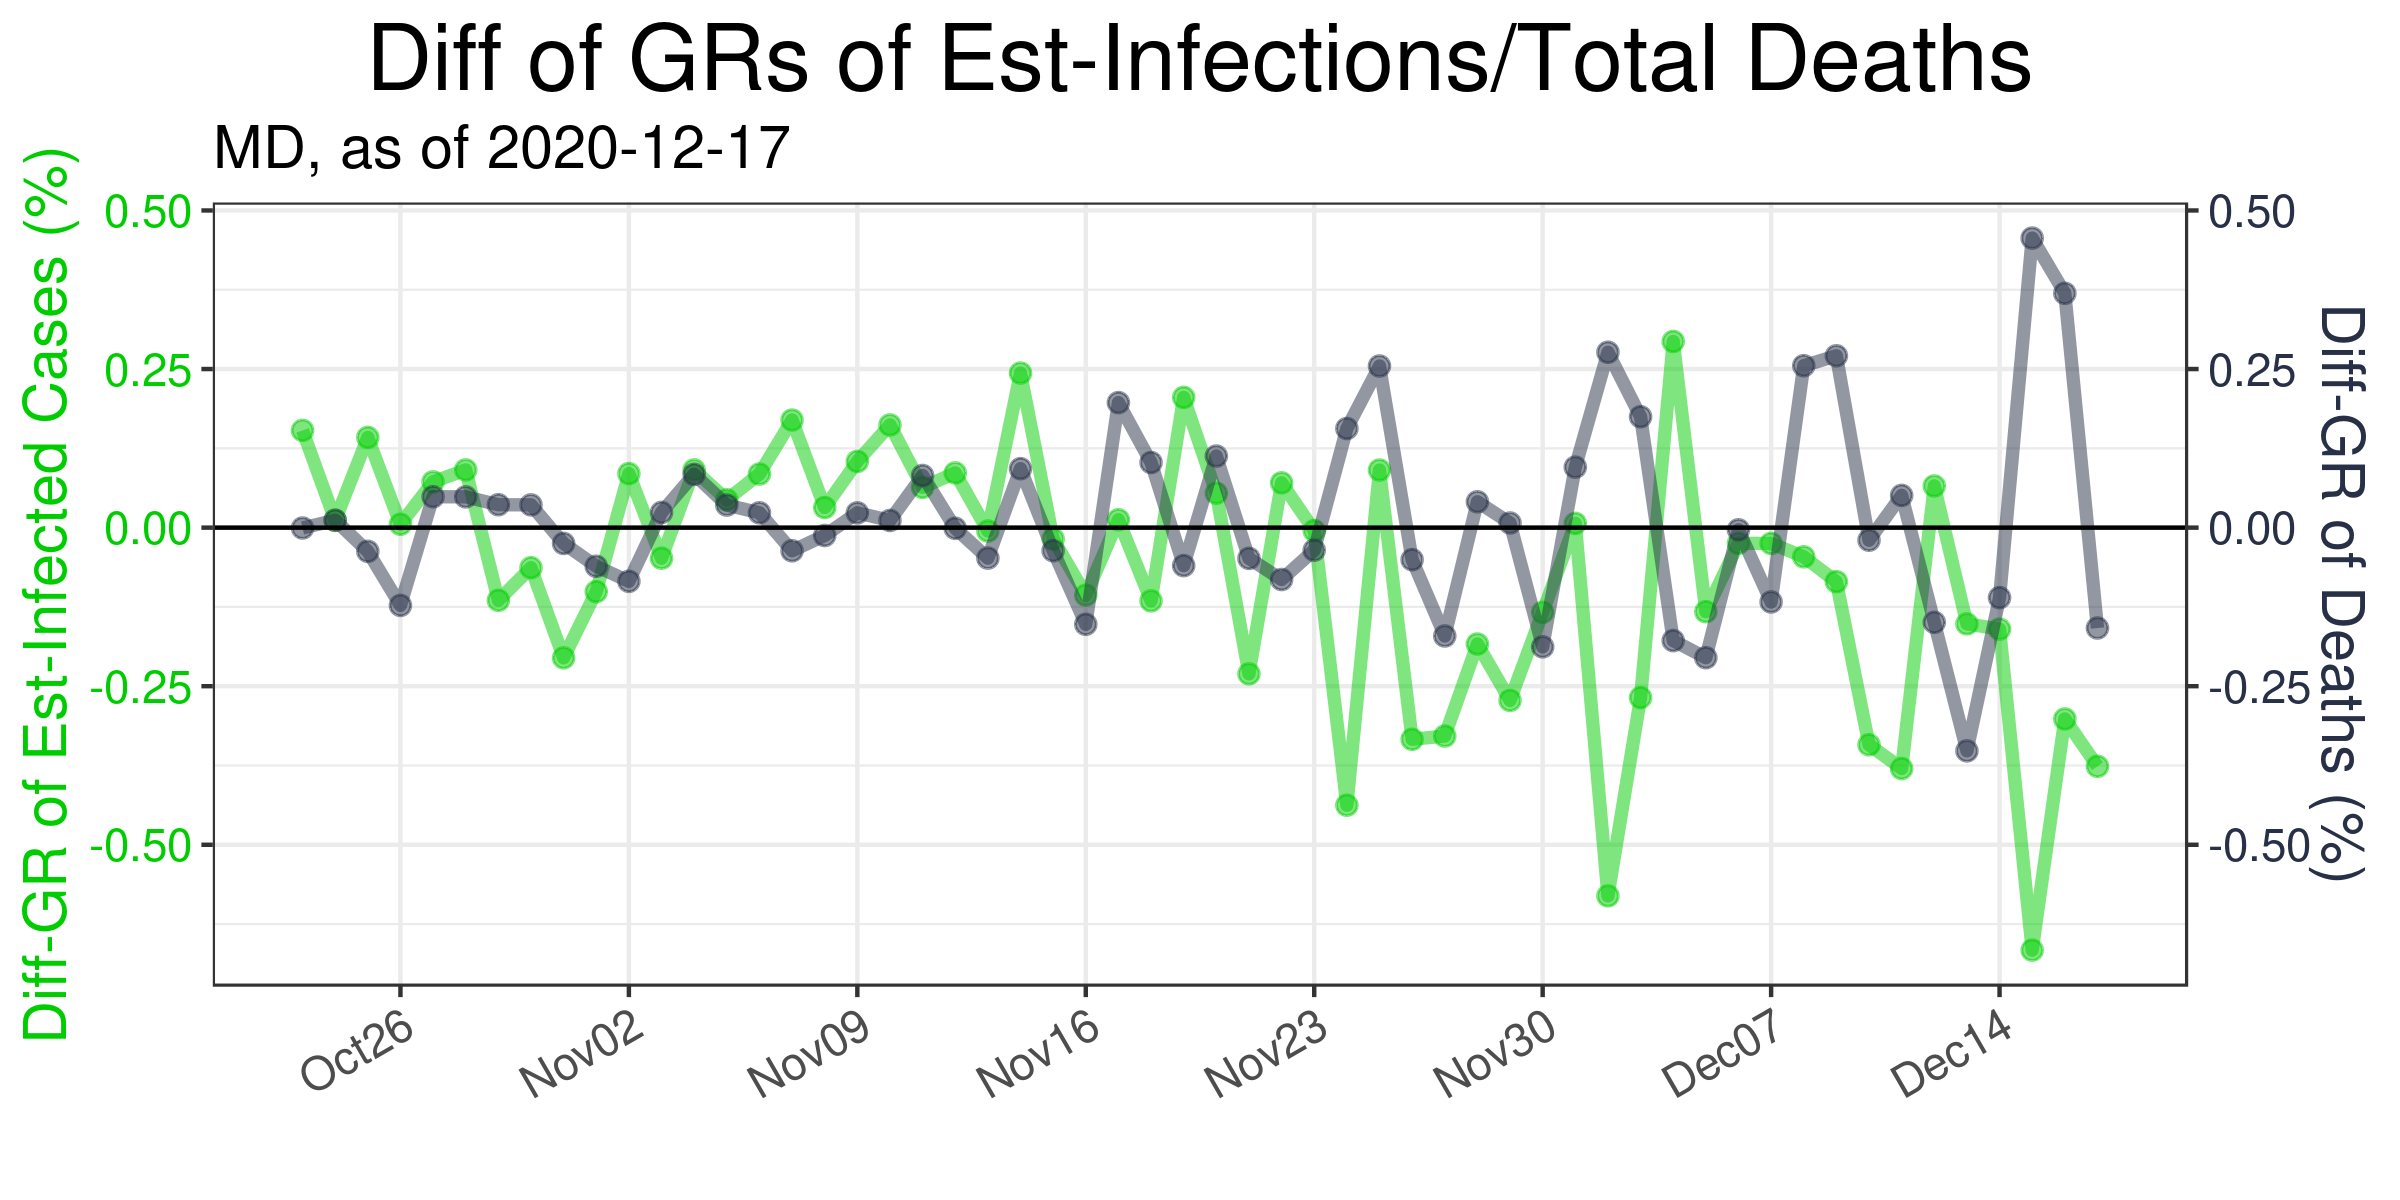 Diff of GRs of Est-Infections/Total Deaths
MD, as of 2020-12-17
Diff-GR of Est-Infected Cases (%)
0.50
0.25
0.00
-0.25
-0.50
0.50
0.25
0.00
-0.25
-0.50
Diff-GR of Deaths (%)
Oct26
Nov02
Nov09
Nov16
Nov23
Nov30
Dec07
Dec14